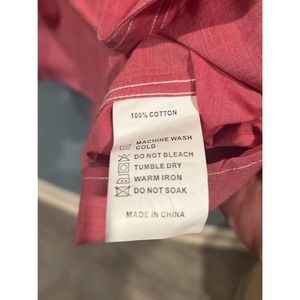 100% COTTON
MACHINE WASH
COLD
DO NOT BLEACH
TUMBLE DRY
WARM IRON
DO NOT SOAK
MADE IN CHINA